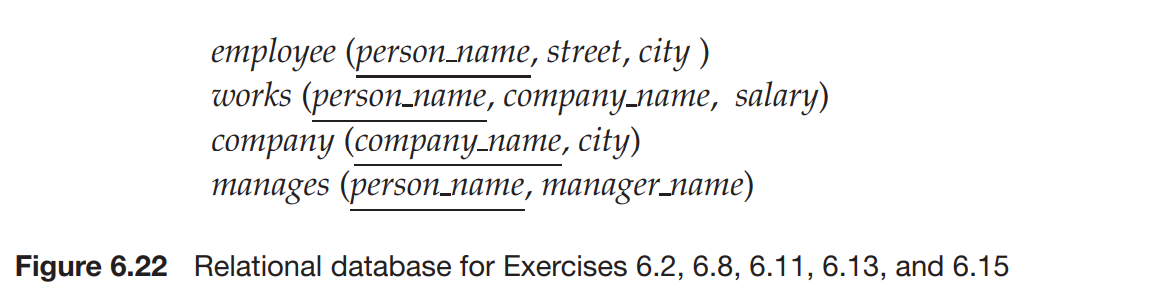 employee (person_name, street, city )
works (person_name, company_name, salary)
company (company_name, city)
manages (person_name, manager_name)
Figure 6.22 Relational database for Exercises 6.2, 6.8, 6.11, 6.13, and 6.15